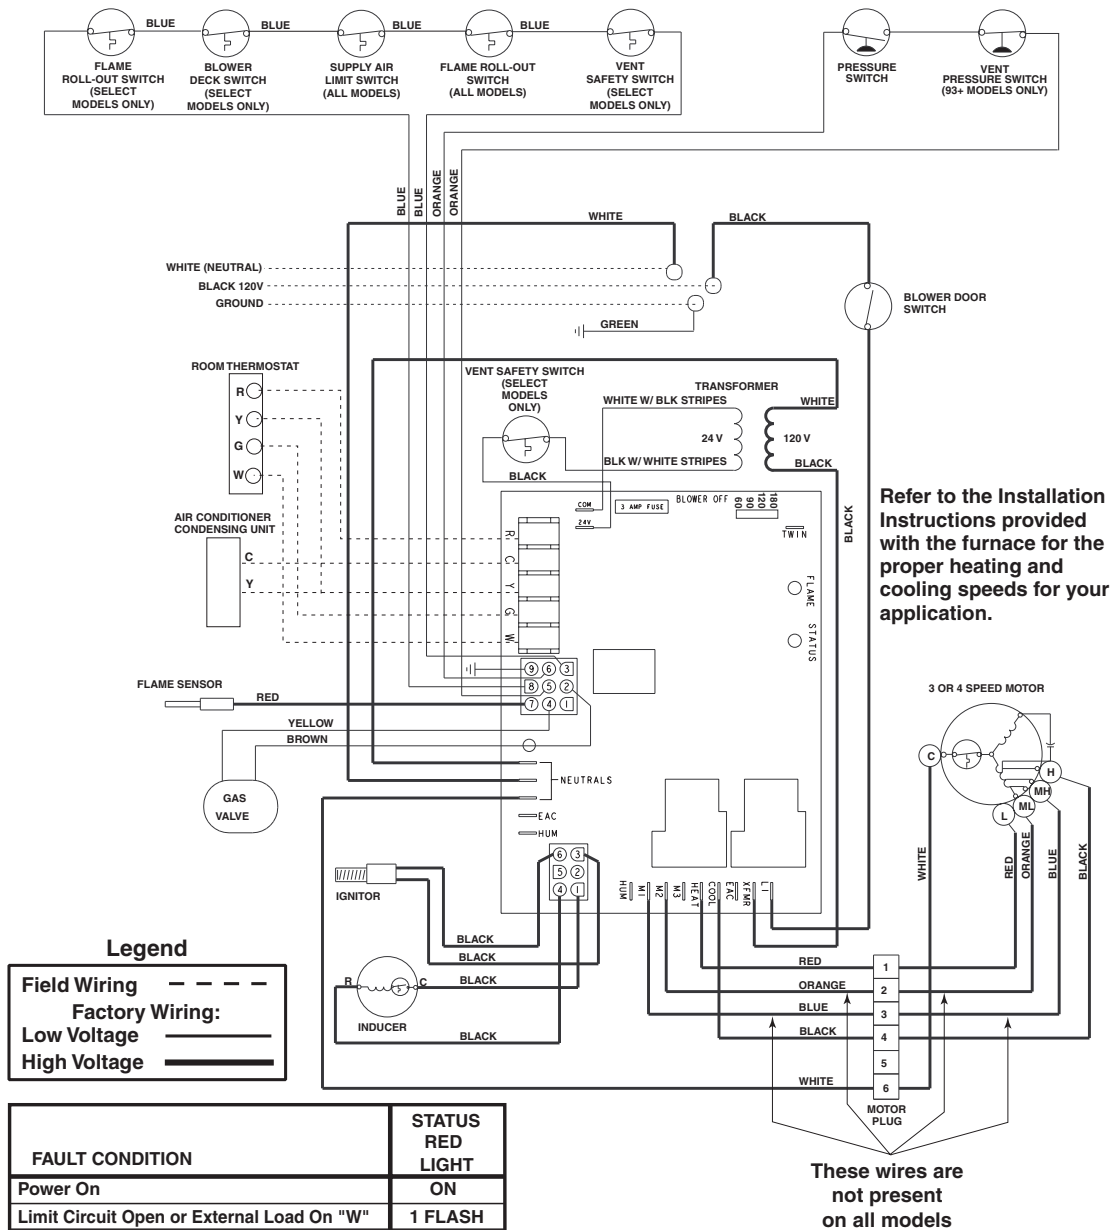 BLUE
BLUE
BLUE
BLUE
FLAME
ROLL-OUT SWITCH
(SELECT
MODELS ONLY)
BLOWER
DECK SWITCH
(SELECT
MODELS ONLY)
SUPPLY AIR
LIMIT SWITCH
(ALL MODELS)
FLAME ROLL-OUT
SWITCH
(ALL MODELS)
VENT
SAFETY SWITCH
(SELECT
MODELS ONLY)
PRESSURE
SWITCH
VENT
PRESSURE SWITCH
(93+ MODELS ONLY)
BLUE
BLUE
ORANGE
ORANGE
WHITE
BLACK
WHITE (NEUTRAL)
BLACK 120V
GROUND
GREEN
BLOWER DOOR
SWITCH
ROOM THERMOSTAT
R
Y
G
W
VENT SAFETY SWITCH
(SELECT
MODELS
ONLY)
TRANSFORMER
WHITE W/ BLK STRIPES
WHITE
24 V
120 V
BLK W/ WHITE STRIPES
BLACK
BLACK
AIR CONDITIONER
CONDENSING UNIT
C
Y
COM
24V
3 AMP FUSE
BLOWER OFF
60
90
120
180
TWIN
BLACK
R
C
Y
G
W
FLAME
STATUS
Refer to the Installation
Instructions provided
with the furnace for the
proper heating and
cooling speeds for your
application.
9 6 3
8 5 2
7 4 1
FLAME SENSOR
RED
YELLOW
BROWN
GAS
VALVE
NEUTRALS
EAC
HUM
3 OR 4 SPEED MOTOR
C
H
MH
ML
L
WHITE
RED
ORANGE
BLUE
BLACK
6 3
5 2
4 1
IGNITOR
HUM
M1
M2
M3
HEAT
COOL
EAC
XFMR
L1
BLACK
BLACK
BLACK
BLACK
R
C
INDUCER
RED
ORANGE
BLUE
BLACK
WHITE
1
2
3
4
5
6
MOTOR
PLUG
These wires are
not present
on all models
Legend
Field Wiring
Factory Wiring:
Low Voltage
High Voltage
FAULT CONDITION
STATUS
RED
LIGHT
Power On
ON
Limit Circuit Open or External Load On "W"
1 FLASH